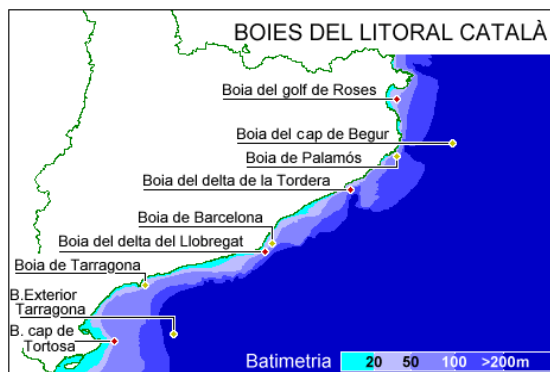 BOIES DEL LITORAL CATALÀ
Boia del golf de Roses
Boia del cap de Begur
Boia de Palamós
Boia del delta de la Tordera
Boia de Barcelona
Boia del delta del Llobregat
Boia de Tarragona
B.Exterior
Tarragona
B. cap de
Tortosa
Batimetria 20 50 100 >200m